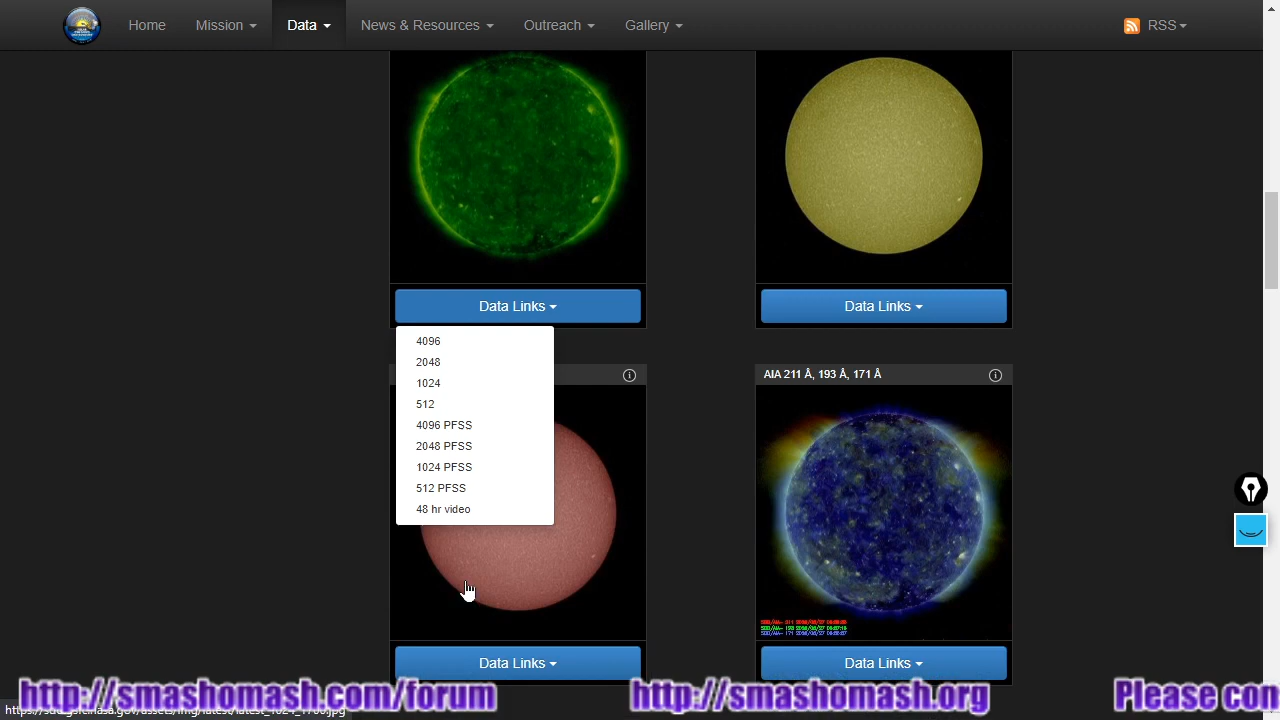 Home Mission Data News & Resources Outreach Gallery RSS
Data Links Data Links
4096
2048
1024
512
4096 PFSS
2048 PFSS
1024 PFSS
512 PFSS
48 hr video
AIA 211 Å, 193 Å, 171 Å
Data Links Data Links
http://smashomash.com/forum http://smashomash.org Please con